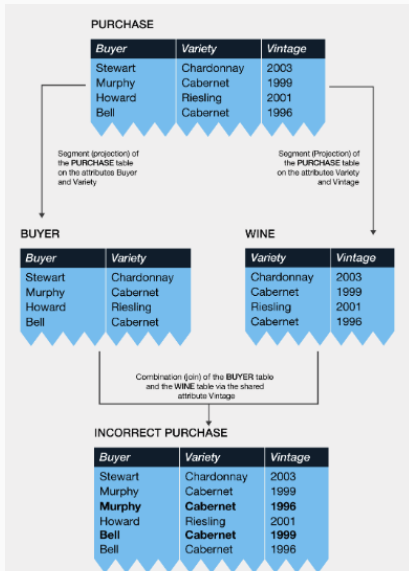 PURCHASE
Buyer Variety Vintage
Stewart Chardonnay 2003
Murphy Cabernet 1999
Howard Riesling 2001
Bell Cabernet 1996
Segment (projection) of
the PURCHASE table
on the attributes Buyer
and Variety
Segment (Projection) of
the PURCHASE table
on the attributes Variety
and Vintage
BUYER
Buyer Variety
Stewart Chardonnay
Murphy Cabernet
Howard Riesling
Bell Cabernet
WINE
Variety Vintage
Chardonnay 2003
Cabernet 1999
Riesling 2001
Cabernet 1996
Combination (join) of the BUYER table
and the WINE table via the shared
attribute Vintage
INCORRECT PURCHASE
Buyer Variety Vintage
Stewart Chardonnay 2003
Murphy Cabernet 1999
Murphy Cabernet 1996
Howard Riesling 2001
Bell Cabernet 1999
Bell Cabernet 1996